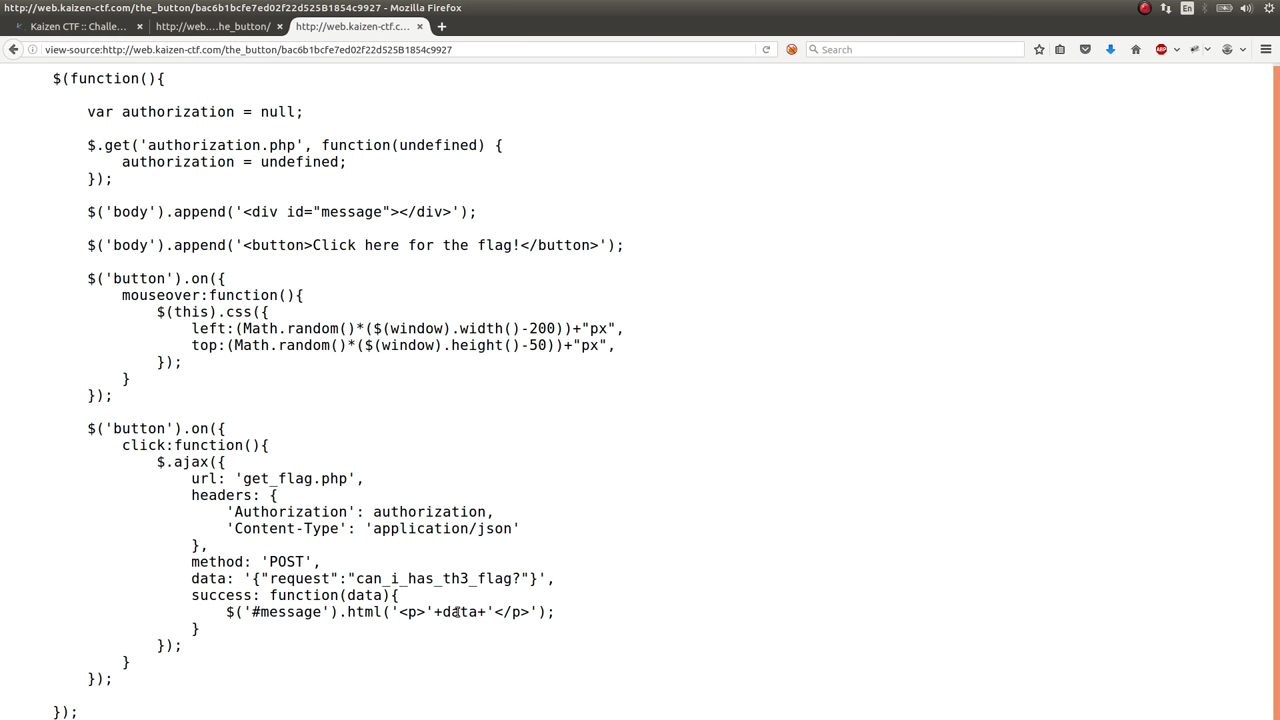 http://web.kaizen-ctf.com/the_button/bac6b1bcfe7ed02f22d525B1854c9927 - Mozilla Firefox
En
Kaizen CTF :: Challe... × http://web....he_button/ × http://web.kaizen-ctf.c... ×
view-source:http://web.kaizen-ctf.com/the_button/bac6b1bcfe7ed02f22d525B1854c9927
Search
ABP
$(function(){
var authorization = null;
$.get('authorization.php', function(undefined) {
authorization = undefined;
});
$('body').append('<div id="message"></div>');
$('body').append('<button>Click here for the flag!</button>');
$('button').on({
mouseover:function(){
$(this).css({
left:(Math.random()*($(window).width()-200))+"px",
top:(Math.random()*($(window).height()-50))+"px",
});
}
});
$('button').on({
click:function(){
$.ajax({
url: 'get_flag.php',
headers: {
'Authorization': authorization,
'Content-Type': 'application/json'
},
method: 'POST',
data: '{"request":"can_i_has_th3_flag?"}',
success: function(data){
$('#message').html('<p>'+data+'</p>');
}
});
}
});
});